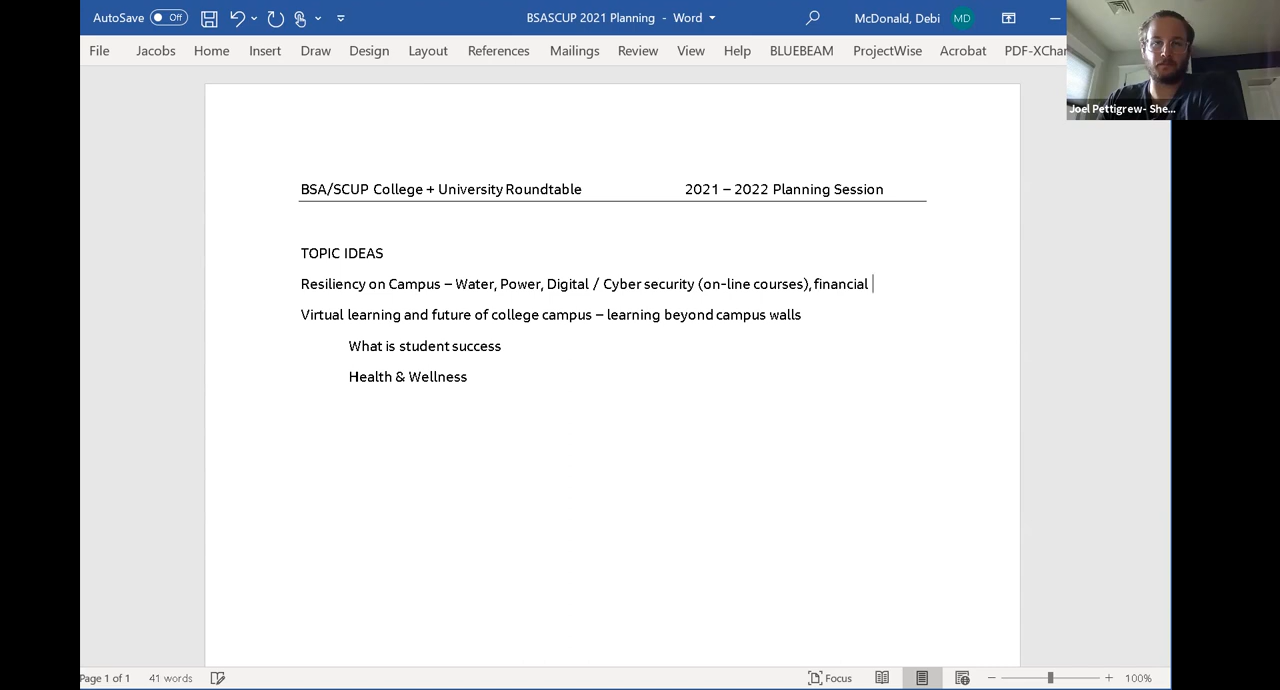 AutoSave Off BSASCUP 2021 Planning - Word McDonald, Debi MD
File Jacobs Home Insert Draw Design Layout References Mailings Review View Help BLUEBEAM ProjectWise Acrobat PDF-XChan
Joel Pettigrew- She...
BSA/SCUP College + University Roundtable 2021 – 2022 Planning Session
TOPIC IDEAS
Resiliency on Campus – Water, Power, Digital / Cyber security (on-line courses), financial
Virtual learning and future of college campus – learning beyond campus walls
What is student success
Health & Wellness
Page 1 of 1 41 words Focus 100%